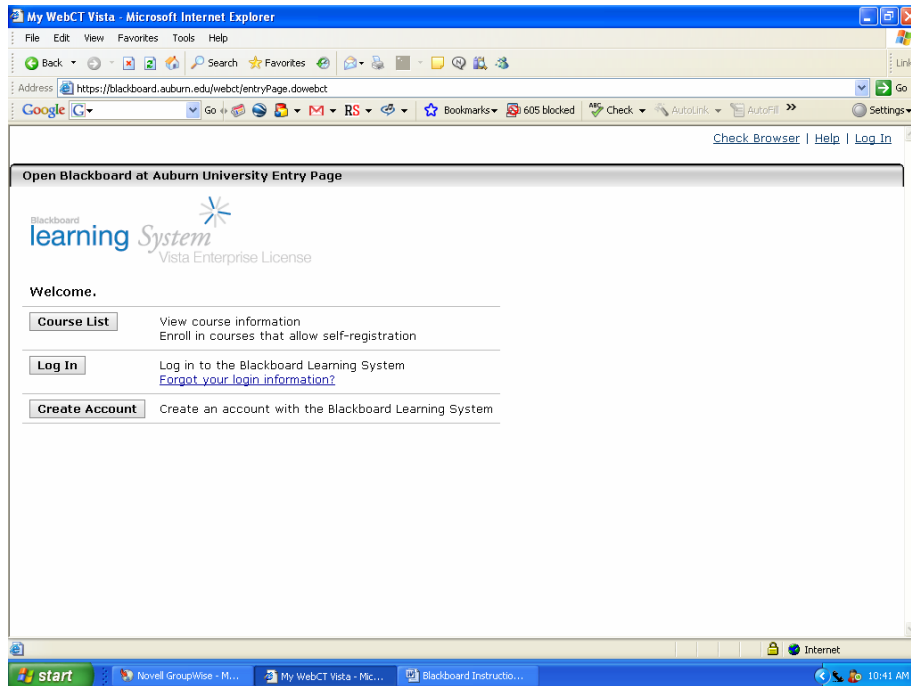 My WebCT Vista - Microsoft Internet Explorer
File Edit View Favorites Tools Help
Back Search Favorites
Address https://blackboard.auburn.edu/webct/entryPage.dowebct Go
Google G Go RS Bookmarks 605 blocked ABC Check AutoLink AutoFill Settings
Check Browser | Help | Log In
Open Blackboard at Auburn University Entry Page
Blackboard
learning System
Vista Enterprise License
Welcome.
Course List View course information
Enroll in courses that allow self-registration
Log In Log in to the Blackboard Learning System
Forgot your login information?
Create Account Create an account with the Blackboard Learning System
Internet
start Novell GroupWise - M... My WebCT Vista - Mic... Blackboard Instructio... 10:41 AM